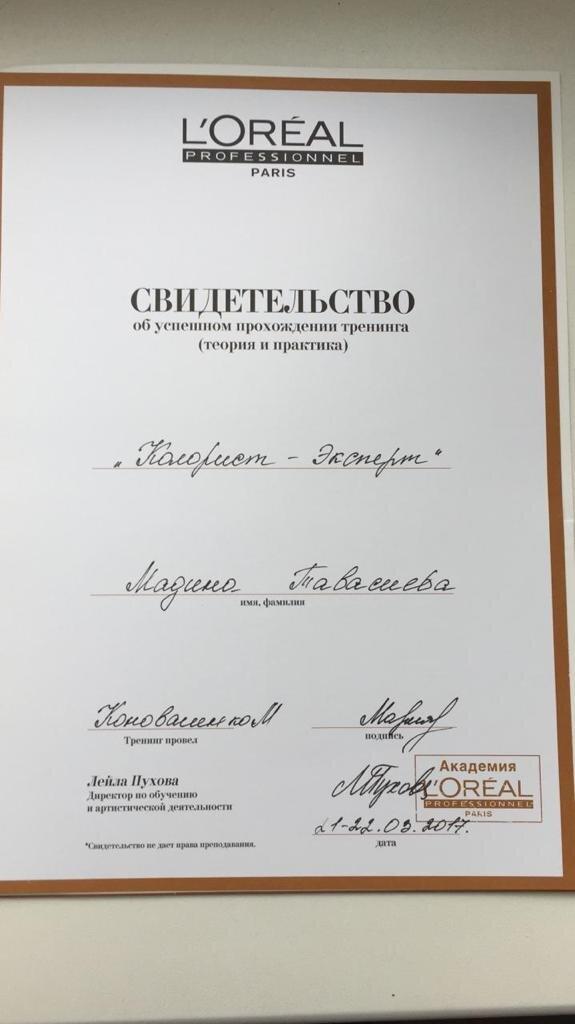 L'ORÉAL
PROFESSIONNEL
PARIS
СВИДЕТЕЛЬСТВО
об успешном прохождении тренинга
(теория и практика)
„Колорист - Эксперт"
Мадина Тавасиева
имя, фамилия
Коноваленко М
Тренинг провел
подпись
Лейла Пухова
Директор по обучению
и артистической деятельности
Академия
L'ORÉAL
PROFESSIONNEL
PARIS
21-22.03.2017.
дата
*Свидетельство не дает права преподавания.